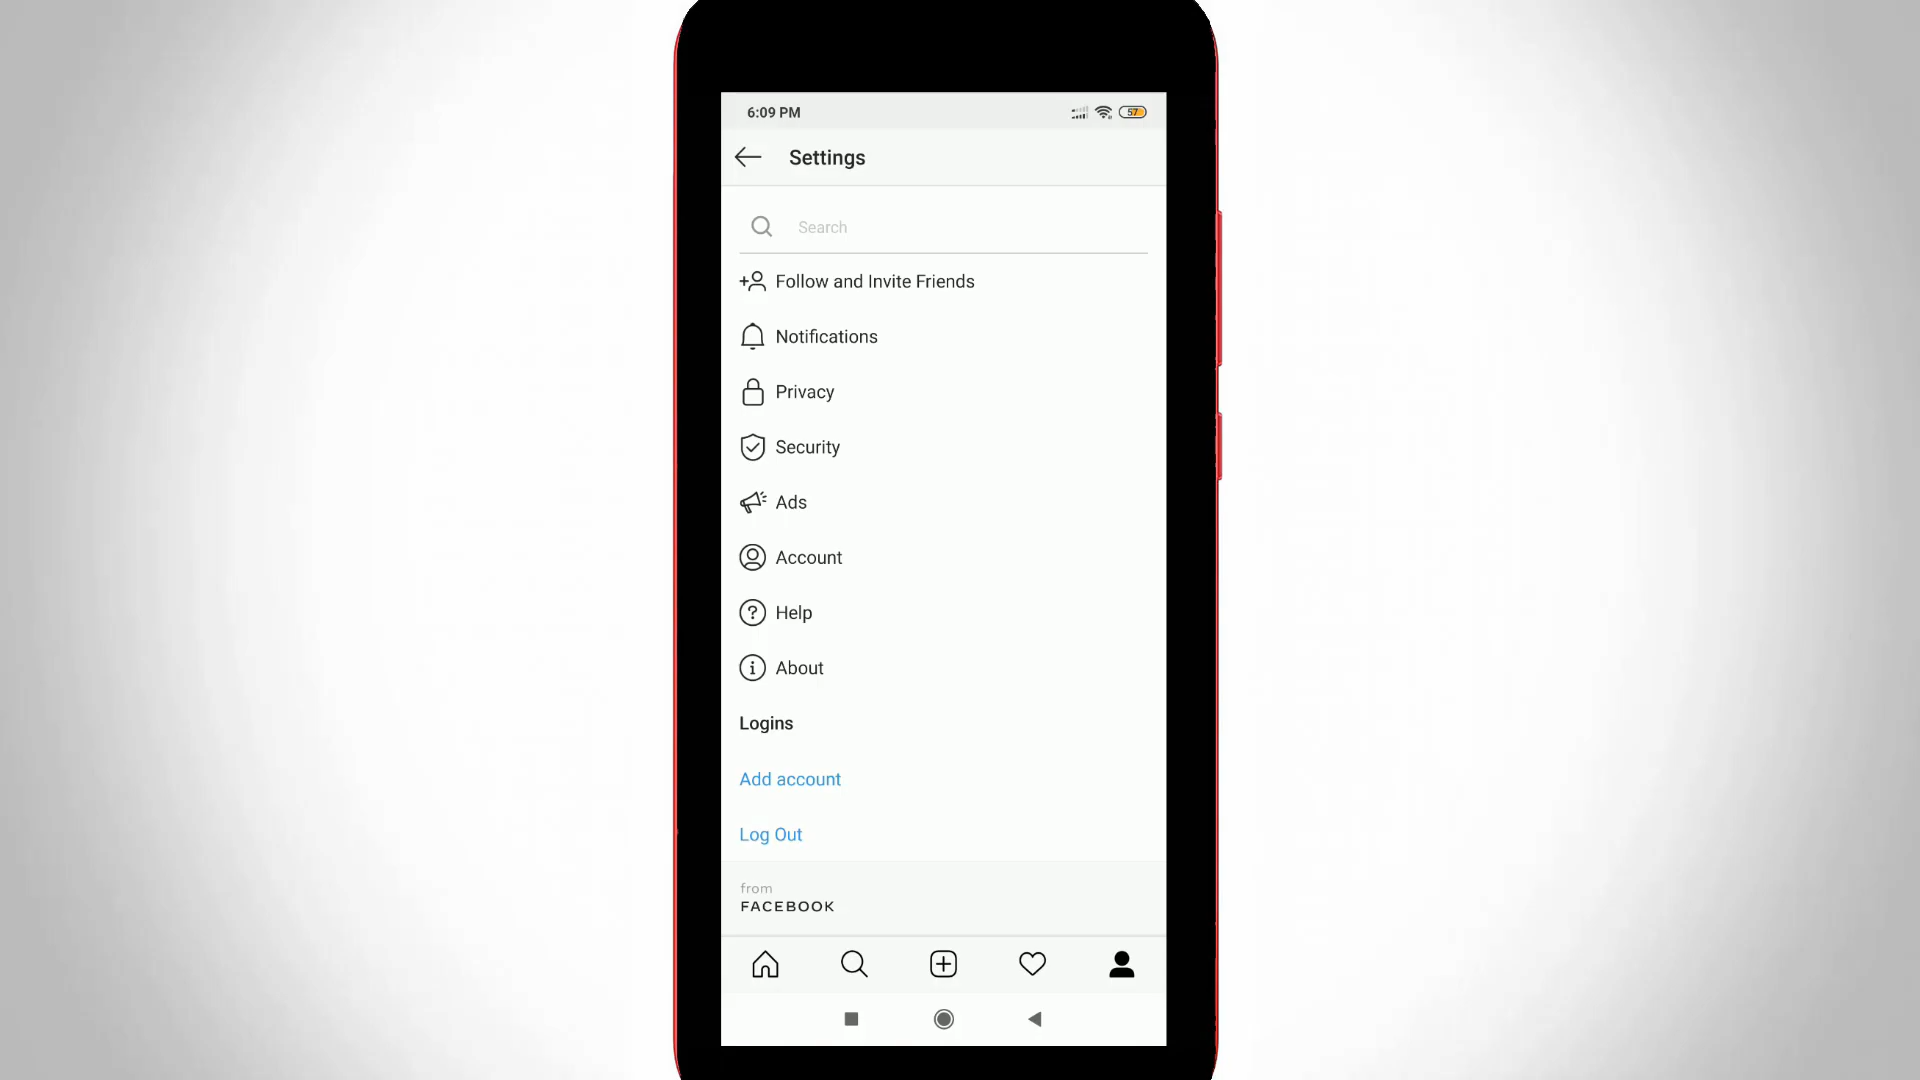 6:09 PM
57
Settings
Search
Follow and Invite Friends
Notifications
Privacy
Security
Ads
Account
Help
About
Logins
Add account
Log Out
from
FACEBOOK